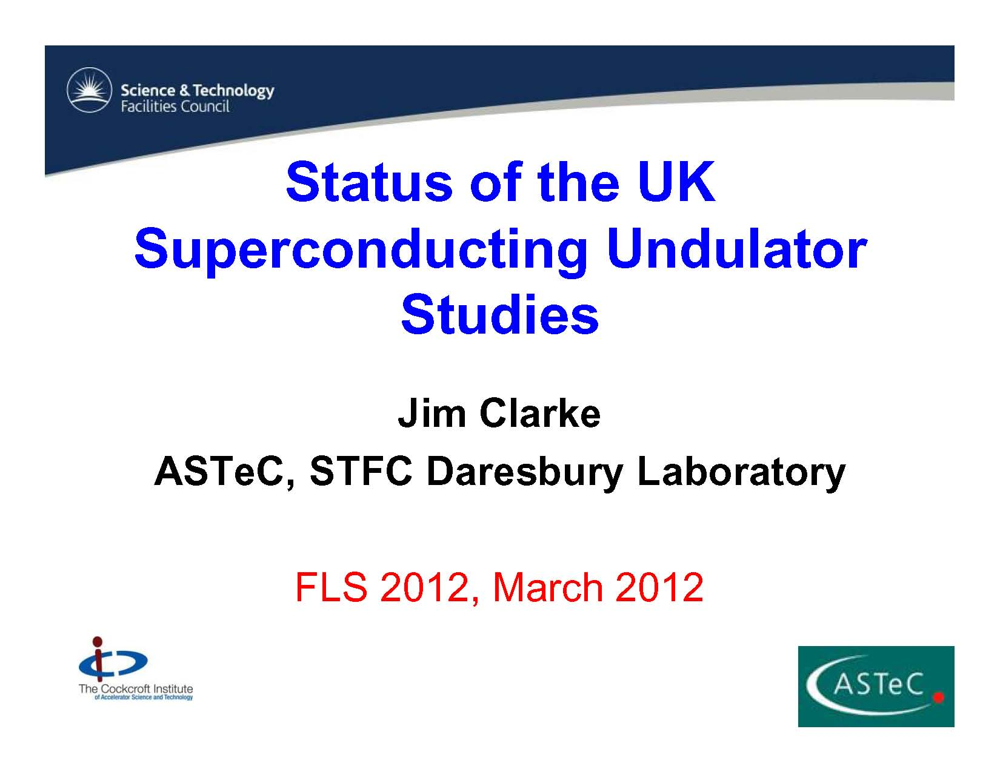 Science & Technology
Facilities Council
Status of the UK
Superconducting Undulator
Studies
Jim Clarke
ASTeC, STFC Daresbury Laboratory
FLS 2012, March 2012
The Cockcroft Institute
of Accelerator Science and Technology
ASTeC